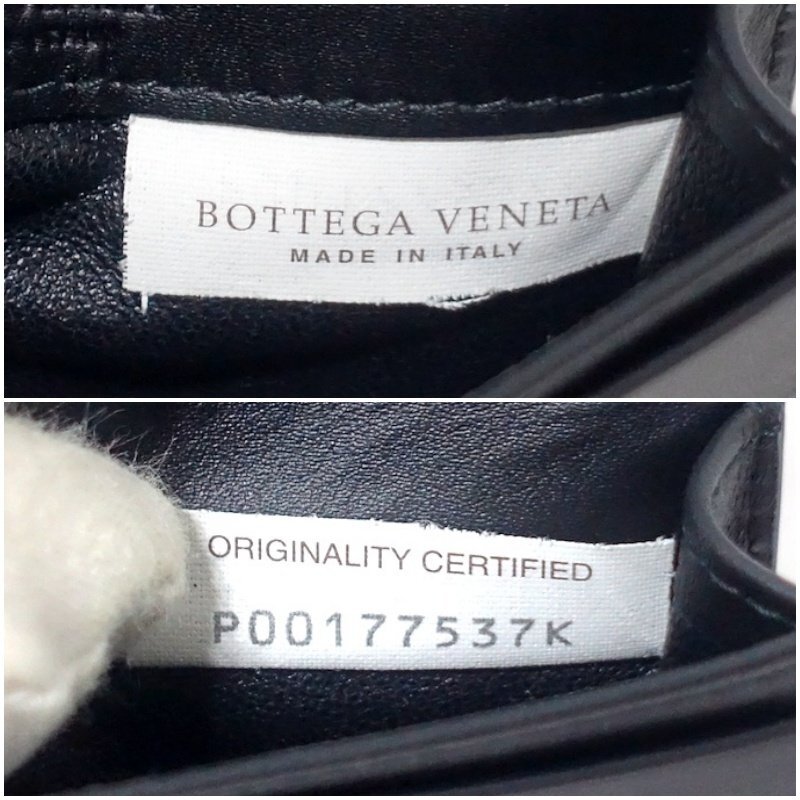 BOTTEGA VENETA
MADE IN ITALY
ORIGINALITY CERTIFIED
P00177537K